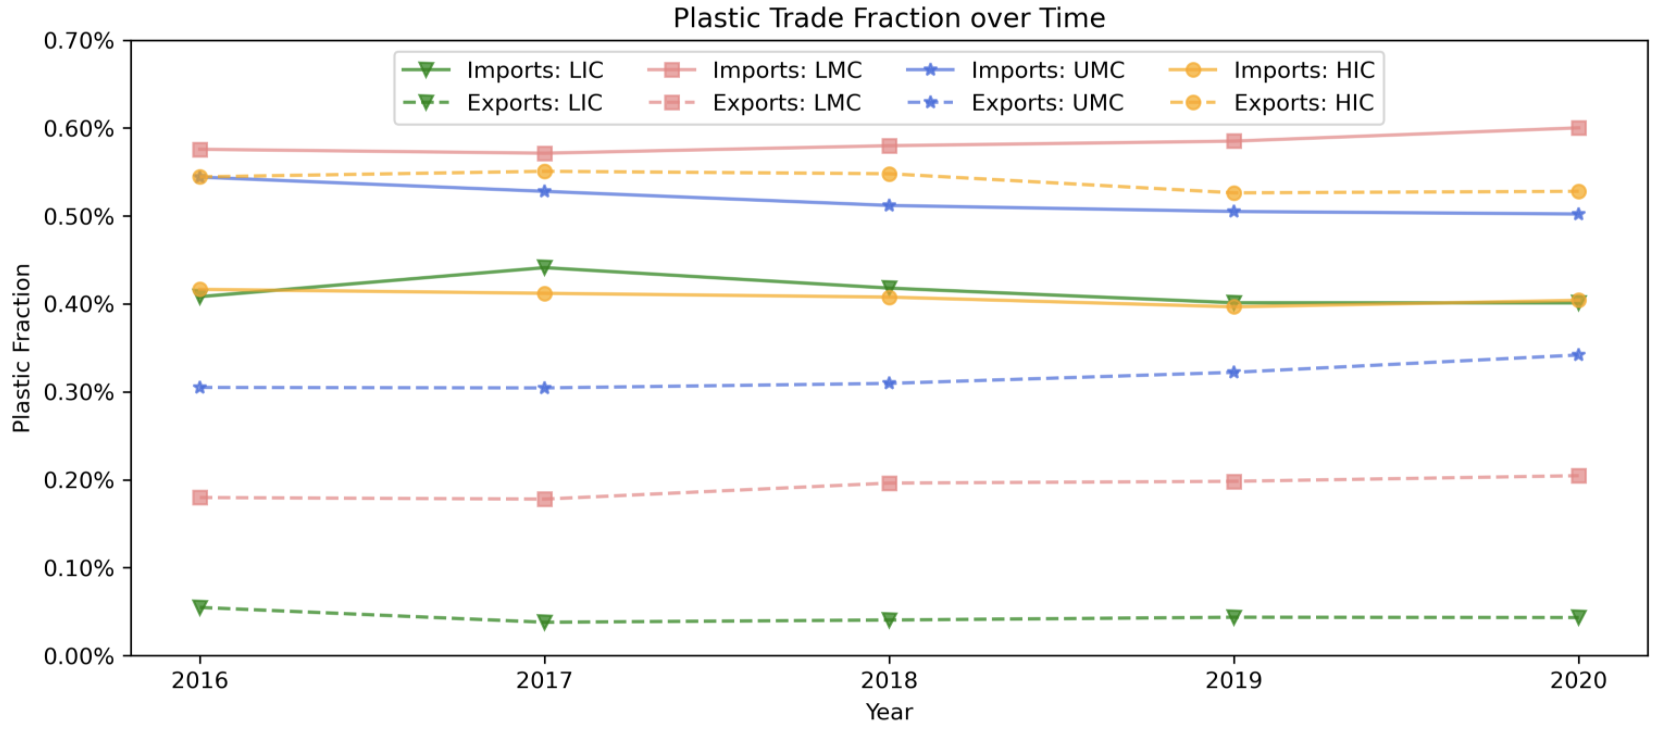 Plastic Trade Fraction over Time
0.70%
0.60%
0.50%
0.40%
0.30%
0.20%
0.10%
0.00%
Plastic Fraction
Imports: LIC
Exports: LIC
Imports: LMC
Exports: LMC
Imports: UMC
Exports: UMC
Imports: HIC
Exports: HIC
2016 2017 2018 2019 2020
Year